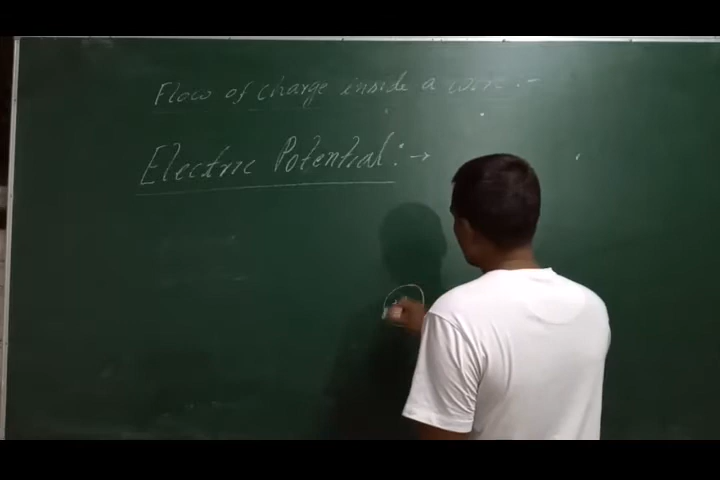 Flow of charge inside a wire :-
Electric Potential :→